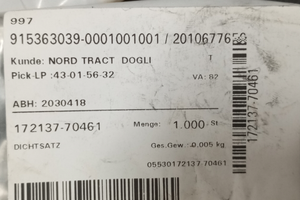 997
915363039-0001001001 / 20106776
Kunde: NORD TRACT DOGLI T
Pick-LP :43-01-56-32 VA: 82
ABH: 2030418
172137-70461 Menge: 1.000 St
DICHTSATZ Ges.Gew.: 0.005 kg
05530172137-70461
172137-70461